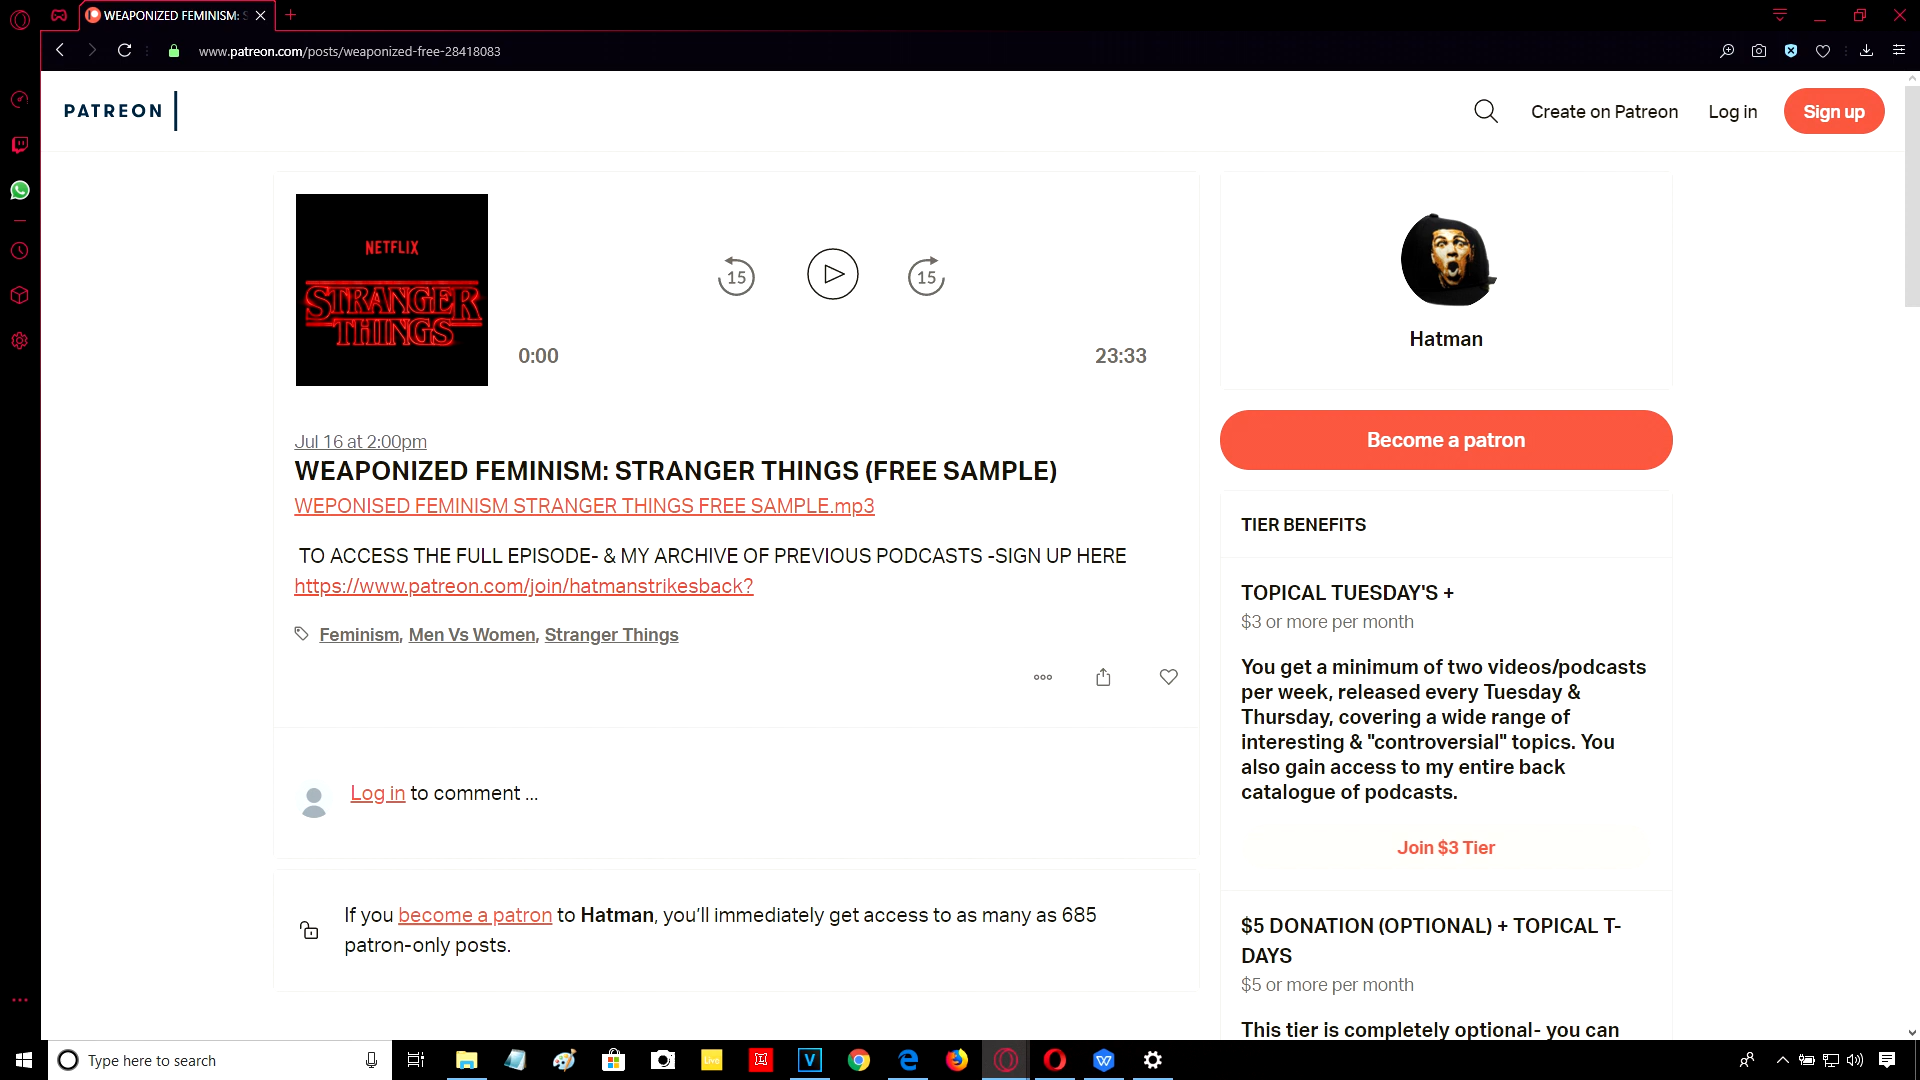 WEAPONIZED FEMINISM: S
www.patreon.com/posts/weaponized-free-28418083
PATREON
Create on Patreon
Log in
Sign up
NETFLIX
STRANGER
THINGS
15
15
0:00
23:33
Jul 16 at 2:00pm
WEAPONIZED FEMINISM: STRANGER THINGS (FREE SAMPLE)
WEPONISED FEMINISM STRANGER THINGS FREE SAMPLE.mp3
TO ACCESS THE FULL EPISODE- & MY ARCHIVE OF PREVIOUS PODCASTS -SIGN UP HERE
https://www.patreon.com/join/hatmanstrikesback?
Feminism, Men Vs Women, Stranger Things
Log in to comment ...
If you become a patron to Hatman, you’ll immediately get access to as many as 685
patron-only posts.
Hatman
Become a patron
TIER BENEFITS
TOPICAL TUESDAY'S +
$3 or more per month
You get a minimum of two videos/podcasts
per week, released every Tuesday &
Thursday, covering a wide range of
interesting & "controversial" topics. You
also gain access to my entire back
catalogue of podcasts.
Join $3 Tier
$5 DONATION (OPTIONAL) + TOPICAL T-
DAYS
$5 or more per month
This tier is completely optional- you can
Type here to search